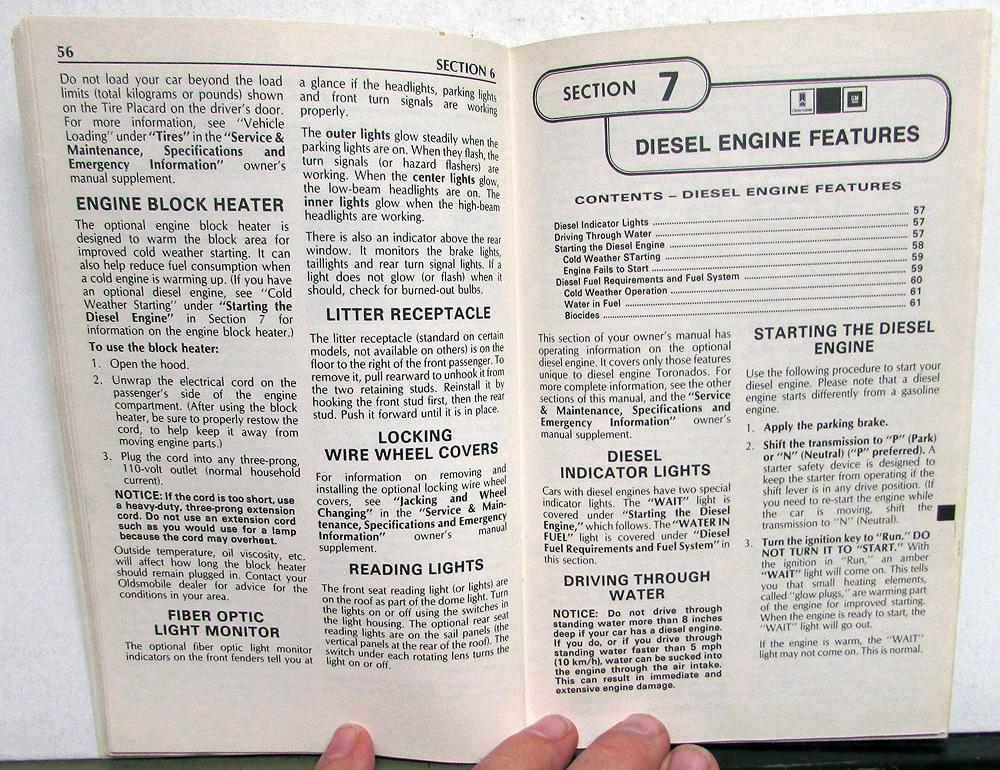 56
SECTION 6
Do not load your car beyond the load
limits (total kilograms or pounds) shown
on the Tire Placard on the driver's door.
For more information, see "Vehicle
Loading" under "Tires" in the "Service &
Maintenance, Specifications and
Emergency Information" owner's
manual supplement.
ENGINE BLOCK HEATER
The optional engine block heater is
designed to warm the block area for
improved cold weather starting. It can
also help reduce fuel consumption when
a cold engine is warming up. (If you have
an optional diesel engine, see "Cold
Weather Starting" under "Starting the
Diesel Engine" in Section 7 for
information on the engine block heater.)
To use the block heater:
1. Open the hood.
2. Unwrap the electrical cord on the
passenger's side of the engine
compartment. (After using the block
heater, be sure to properly restow the
cord, to help keep it away from
moving engine parts.)
3. Plug the cord into any three-prong,
110-volt outlet (normal household
current).
NOTICE: If the cord is too short, use
a heavy-duty, three-prong extension
cord. Do not use an extension cord
such as you would use for a lamp
because the cord may overheat.
Outside temperature, oil viscosity, etc.
will affect how long the block heater
should remain plugged in. Contact your
Oldsmobile dealer for advice for the
conditions in your area.
FIBER OPTIC
LIGHT MONITOR
The optional fiber optic light monitor
indicators on the front fenders tell you at
a glance if the headlights, parking lights
and front turn signals are working
properly.
The outer lights glow steadily when the
parking lights are on. When they flash, the
turn signals (or hazard flashers) are
working. When the center lights glow,
the low-beam headlights are on. The
inner lights glow when the high-beam
headlights are working.
There is also an indicator above the rear
window. It monitors the brake lights,
taillights and rear turn signal lights. If a
light does not glow (or flash) when it
should, check for burned-out bulbs.
LITTER RECEPTACLE
The litter receptacle (standard on certain
models, not available on others) is on the
floor to the right of the front passenger. To
remove it, pull rearward to unhook it from
the two retaining studs. Reinstall it by
hooking the front stud first, then the rear
stud. Push it forward until it is in place.
LOCKING
WIRE WHEEL COVERS
For information on removing and
installing the optional locking wire wheel
covers, see "Jacking and Wheel
Changing" in the "Service & Main-
tenance, Specifications and Emergency
Information" owner's manual
supplement.
READING LIGHTS
The front seat reading light (or lights) are
on the roof as part of the dome light. Turn
the lights on or off using the switches in
the light housing. The optional rear seat
reading lights are on the sail panels (the
vertical panels at the rear of the roof). The
switch under each rotating lens turns the
light on or off.
SECTION 7
Oldsmobile GM
DIESEL ENGINE FEATURES
CONTENTS – DIESEL ENGINE FEATURES
Diesel Indicator Lights 57
Driving Through Water 57
Starting the Diesel Engine 57
Cold Weather STarting 58
Engine Fails to Start 59
Diesel Fuel Requirements and Fuel System 59
Cold Weather Operation 60
Water in Fuel 61
Biocides 61
This section of your owner's manual has
operating information on the optional
diesel engine. It covers only those features
unique to diesel engine Toronados. For
more complete information, see the other
sections of this manual, and the "Service
& Maintenance, Specifications and
Emergency Information" owner's
manual supplement.
DIESEL
INDICATOR LIGHTS
Cars with diesel engines have two special
indicator lights. The "WAIT" light is
covered under "Starting the Diesel
Engine," which follows. The "WATER IN
FUEL" light is covered under "Diesel
Fuel Requirements and Fuel System" in
this section.
DRIVING THROUGH
WATER
NOTICE: Do not drive through
standing water more than 8 inches
deep if your car has a diesel engine.
If you do, or if you drive through
standing water faster than 5 mph
(10 km/h), water can be sucked into
the engine through the air intake.
This can result in immediate and
extensive engine damage.
STARTING THE DIESEL
ENGINE
Use the following procedure to start your
diesel engine. Please note that a diesel
engine starts differently from a gasoline
engine.
1. Apply the parking brake.
2. Shift the transmission to "P" (Park)
or "N" (Neutral) ("P" preferred). A
starter safety device is designed to
keep the starter from operating if the
shift lever is in any drive position. (If
you need to re-start the engine while
the car is moving, shift the
transmission to "N" (Neutral).
3. Turn the ignition key to "Run." DO
NOT TURN IT TO "START." With
the ignition in "Run," an amber
"WAIT" light will come on. This tells
you that small heating elements,
called "glow plugs," are warming part
of the engine for improved starting.
When the engine is ready to start, the
"WAIT" light will go out.
If the engine is warm, the "WAIT"
light may not come on. This is normal.